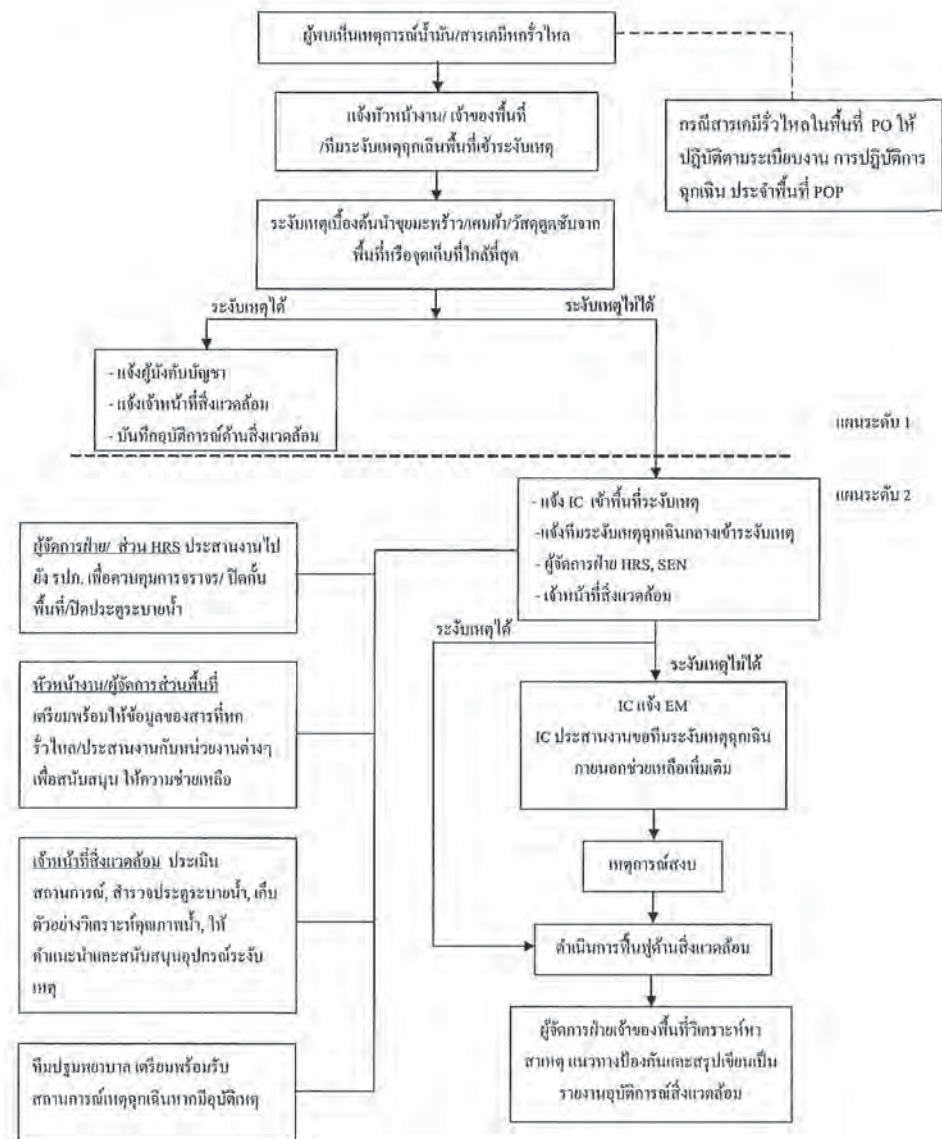 ผู้พบเห็นเหตุการณ์น้ำมัน/สารเคมีหกรั่วไหล
แจ้งหัวหน้างาน/ เจ้าของพื้นที่
/ทีมระงับเหตุฉุกเฉินพื้นที่เข้าระงับเหตุ
กรณีสารเคมีรั่วไหลในพื้นที่ PO ให้
ปฏิบัติตามระเบียบงาน การปฏิบัติการ
ฉุกเฉิน ประจำพื้นที่ POP
ระงับเหตุเบื้องต้นนำขุยมะพร้าว/เศษผ้า/วัสดุดูดซับจาก
พื้นที่หรือจุดเก็บที่ใกล้ที่สุด
ระงับเหตุได้
ระงับเหตุไม่ได้
- แจ้งผู้บังคับบัญชา
- แจ้งเจ้าหน้าที่สิ่งแวดล้อม
- บันทึกอุบัติการณ์ด้านสิ่งแวดล้อม
แผนระดับ 1
แผนระดับ 2
- แจ้ง IC เข้าพื้นที่ระงับเหตุ
- แจ้งทีมระงับเหตุฉุกเฉินกลางเข้าระงับเหตุ
- ผู้จัดการฝ่าย HRS, SEN
- เจ้าหน้าที่สิ่งแวดล้อม
ผู้จัดการฝ่าย/ ส่วน HRS ประสานงานไป
ยัง รปภ. เพื่อควบคุมการจราจร/ ปิดกั้น
พื้นที่/ปิดประตูระบายน้ำ
ระงับเหตุได้
ระงับเหตุไม่ได้
หัวหน้างาน/ผู้จัดการส่วนพื้นที่
เตรียมพร้อมให้ข้อมูลของสารที่หก
รั่วไหล/ประสานงานกับหน่วยงานต่างๆ
เพื่อสนับสนุน ให้ความช่วยเหลือ
IC แจ้ง EM
IC ประสานงานขอทีมระงับเหตุฉุกเฉิน
ภายนอกช่วยเหลือเพิ่มเติม
เหตุการณ์สงบ
เจ้าหน้าที่สิ่งแวดล้อม ประเมิน
สถานการณ์, สำรวจประตูระบายน้ำ, เก็บ
ตัวอย่างวิเคราะห์คุณภาพน้ำ, ให้
คำแนะนำและสนับสนุนอุปกรณ์ระงับ
เหตุ
ดำเนินการฟื้นฟูด้านสิ่งแวดล้อม
ผู้จัดการฝ่ายเจ้าของพื้นที่วิเคราะห์หา
สาเหตุ แนวทางป้องกันและสรุปเขียนเป็น
รายงานอุบัติการณ์สิ่งแวดล้อม
ทีมปฐมพยาบาล เตรียมพร้อมรับ
สถานการณ์เหตุฉุกเฉินหากมีอุบัติเหตุ